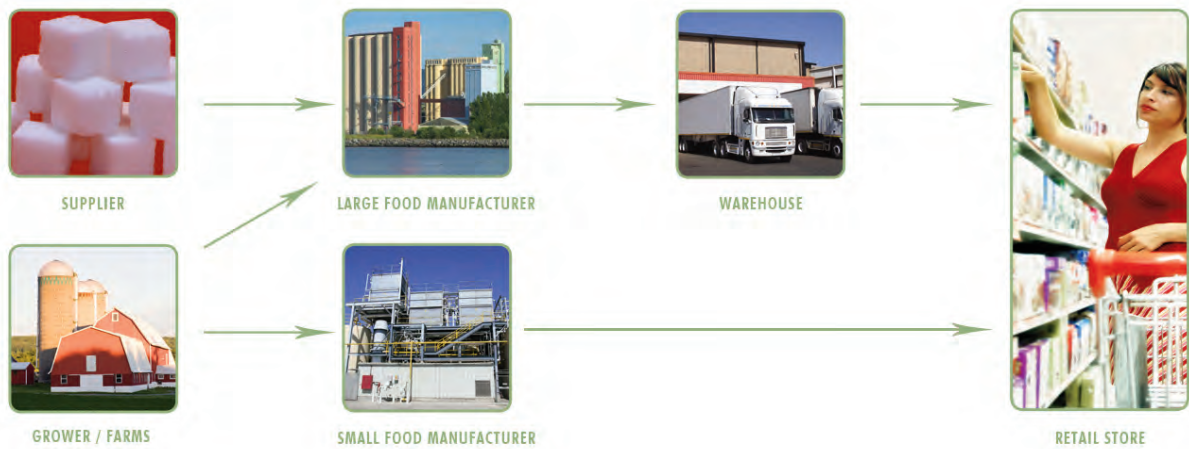 SUPPLIER
LARGE FOOD MANUFACTURER
WAREHOUSE
GROWER / FARMS
SMALL FOOD MANUFACTURER
RETAIL STORE